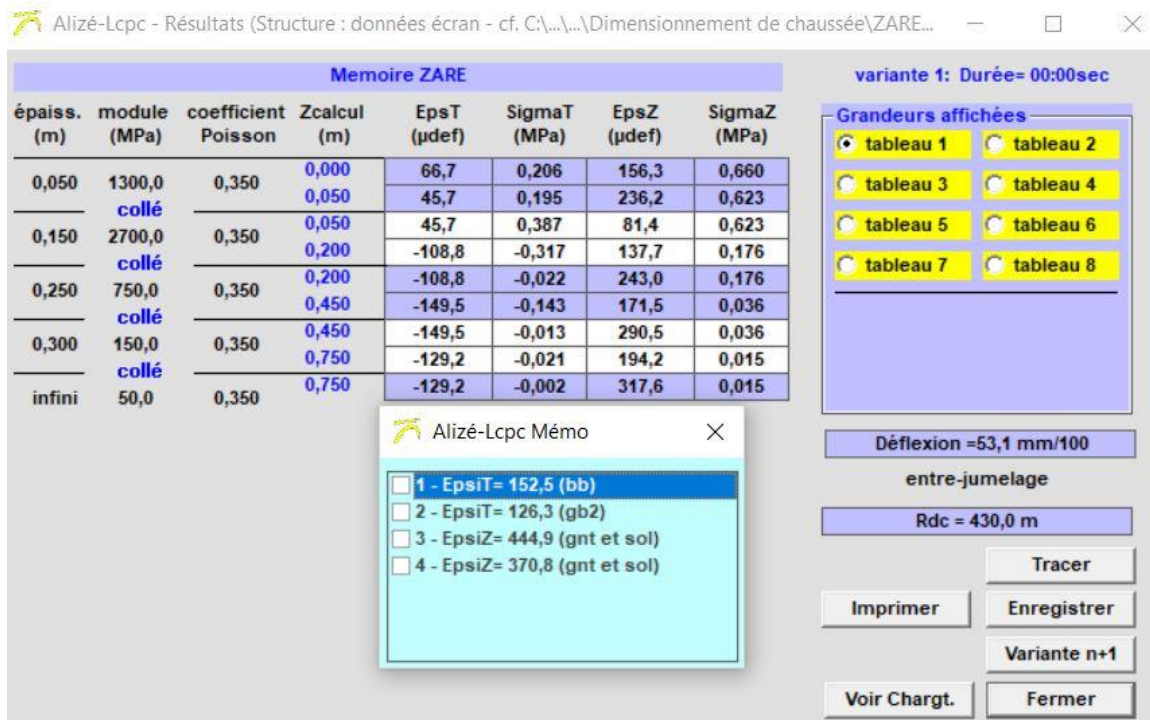 Alizé-Lcpc - Résultats (Structure : données écran - cf. C:\...\...\Dimensionnement de chaussée\ZARE...
Memoire ZARE
variante 1: Durée= 00:00sec
épaiss. module coefficient Zcalcul EpsT SigmaT EpsZ SigmaZ
(m) (MPa) Poisson (m) (µdef) (MPa) (µdef) (MPa)
0,000 66,7 0,206 156,3 0,660
0,050 1300,0 0,350
0,050 45,7 0,195 236,2 0,623
collé
0,050 45,7 0,387 81,4 0,623
0,150 2700,0 0,350
0,200 -108,8 -0,317 137,7 0,176
collé
0,200 -108,8 -0,022 243,0 0,176
0,250 750,0 0,350
0,450 -149,5 -0,143 171,5 0,036
collé
0,450 -149,5 -0,013 290,5 0,036
0,300 150,0 0,350
0,750 -129,2 -0,021 194,2 0,015
collé
0,750 -129,2 -0,002 317,6 0,015
infini 50,0 0,350
Grandeurs affichées
tableau 1 tableau 2
tableau 3 tableau 4
tableau 5 tableau 6
tableau 7 tableau 8
Déflexion =53,1 mm/100
entre-jumelage
Rdc = 430,0 m
Tracer
Imprimer Enregistrer
Variante n+1
Voir Chargt. Fermer
Alizé-Lcpc Mémo
1 - EpsiT= 152,5 (bb)
2 - EpsiT= 126,3 (gb2)
3 - EpsiZ= 444,9 (gnt et sol)
4 - EpsiZ= 370,8 (gnt et sol)